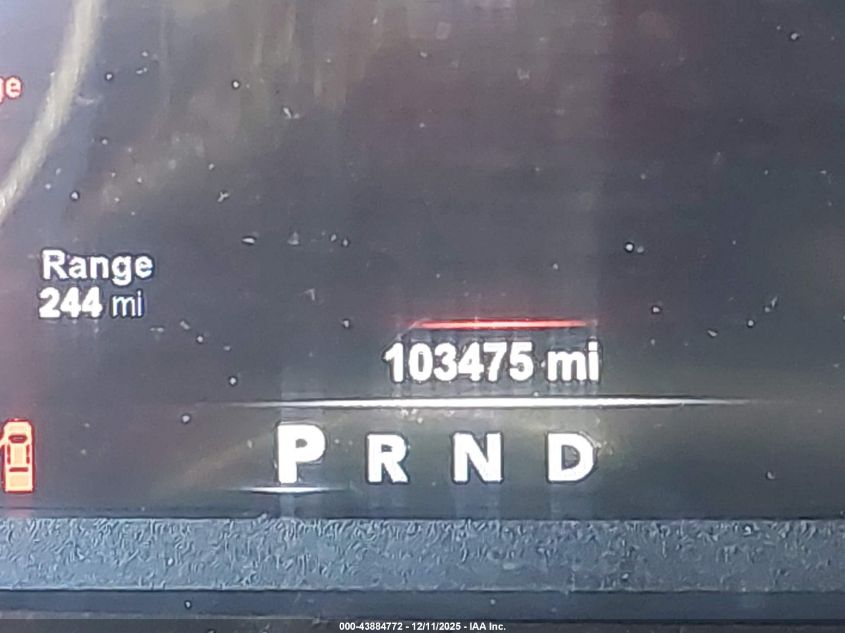 ge
Range
244 mi
103475 mi
P R N D
000-43884772 - 12/11/2025 - IAA Inc.